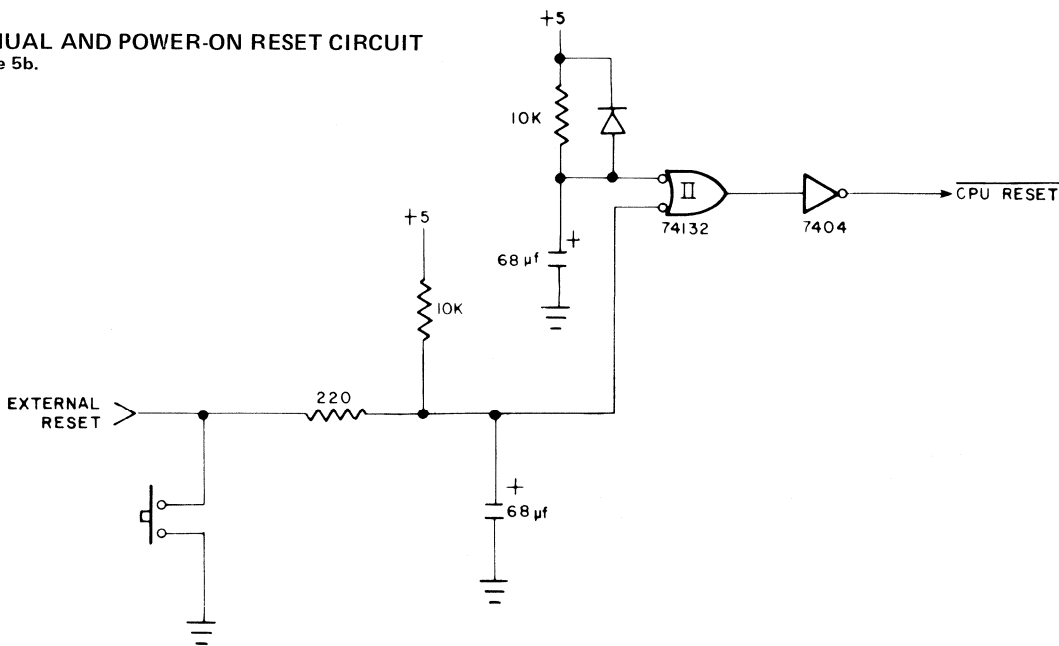 NUAL AND POWER-ON RESET CIRCUIT
e 5b.
+5
10K
74132
7404
CPU RESET
+5
+
68 μf
10K
EXTERNAL
RESET
220
+
68 μf